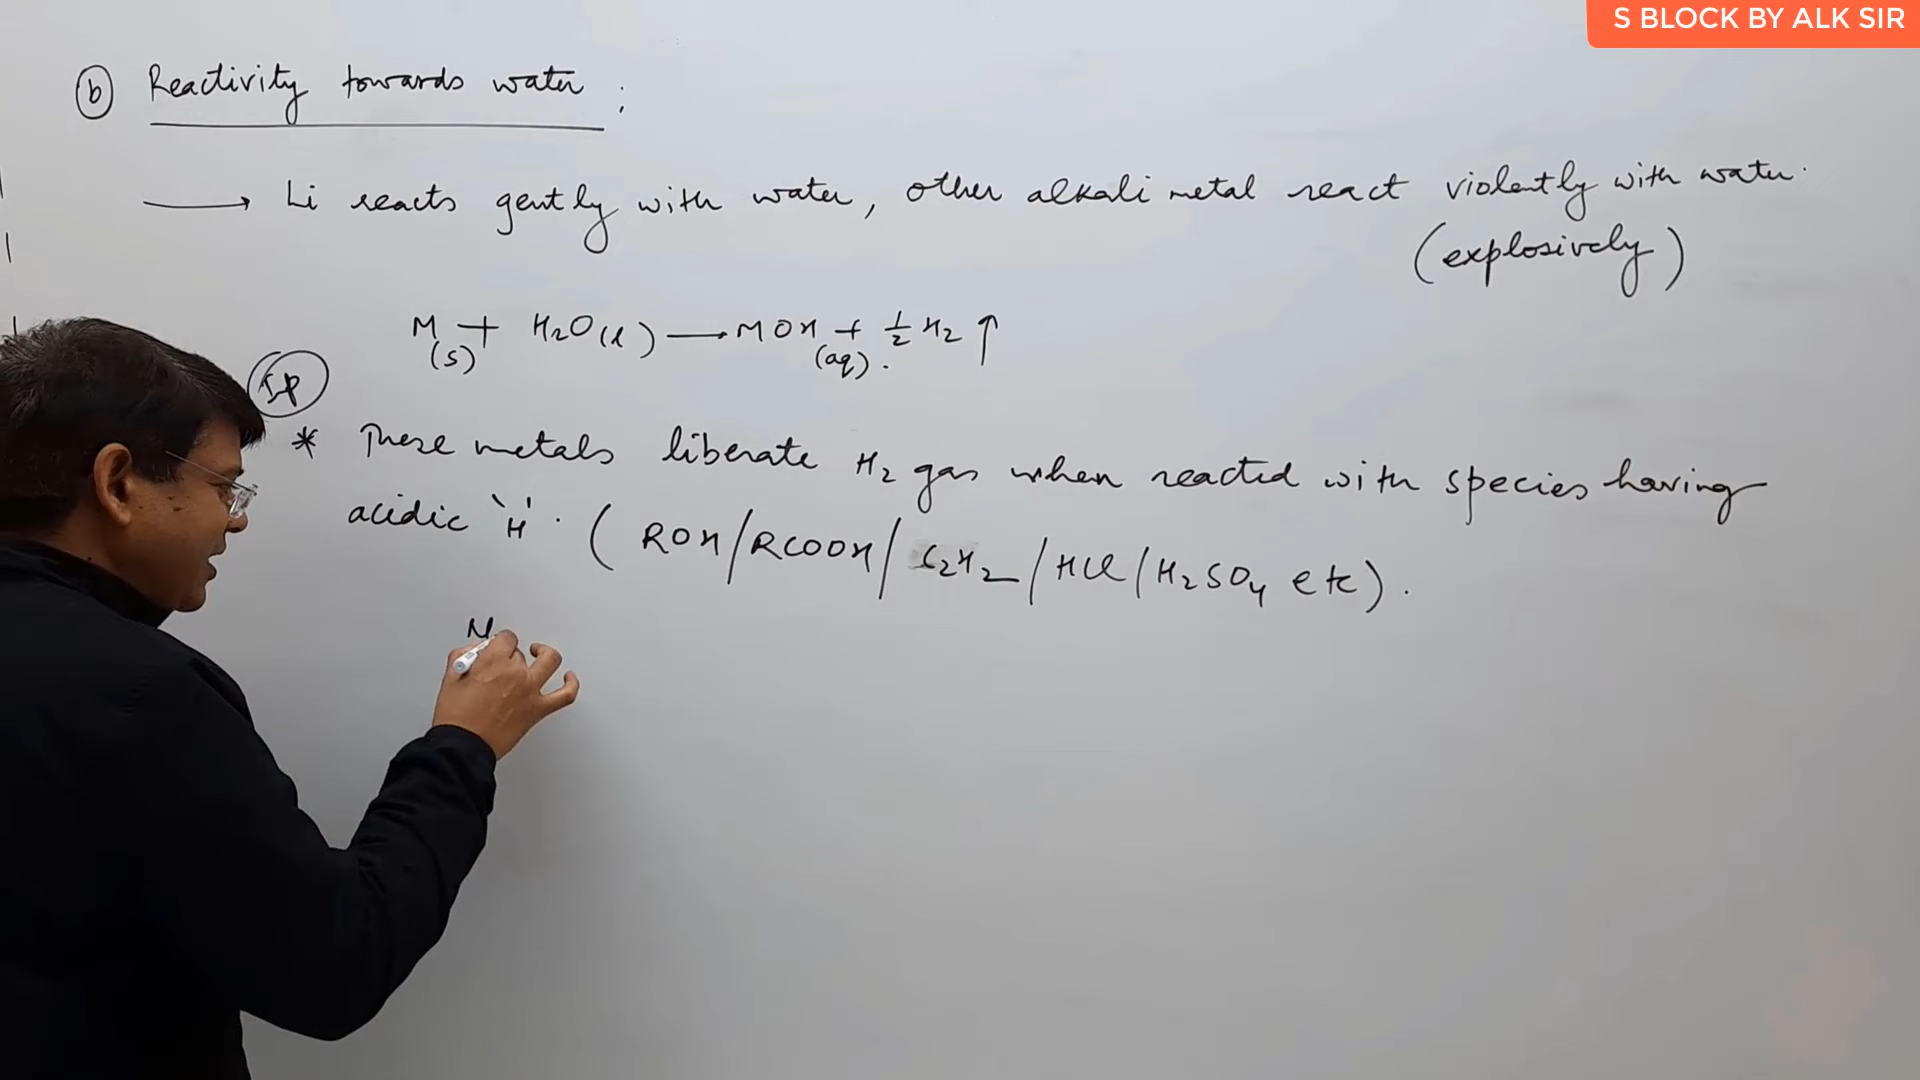 S BLOCK BY ALK SIR
(b) Reactivity towards water ;
→ Li reacts gently with water, other alkali metal react violently with water.
(explosively)
M(s) + H2O(l) → MOH(aq). + 1/2 H2 ↑
* These metals liberate H2 gas when reacted with species having
acidic 'H'. ( ROH/RCOOH/ C2H2 /HCl/H2SO4 etc).